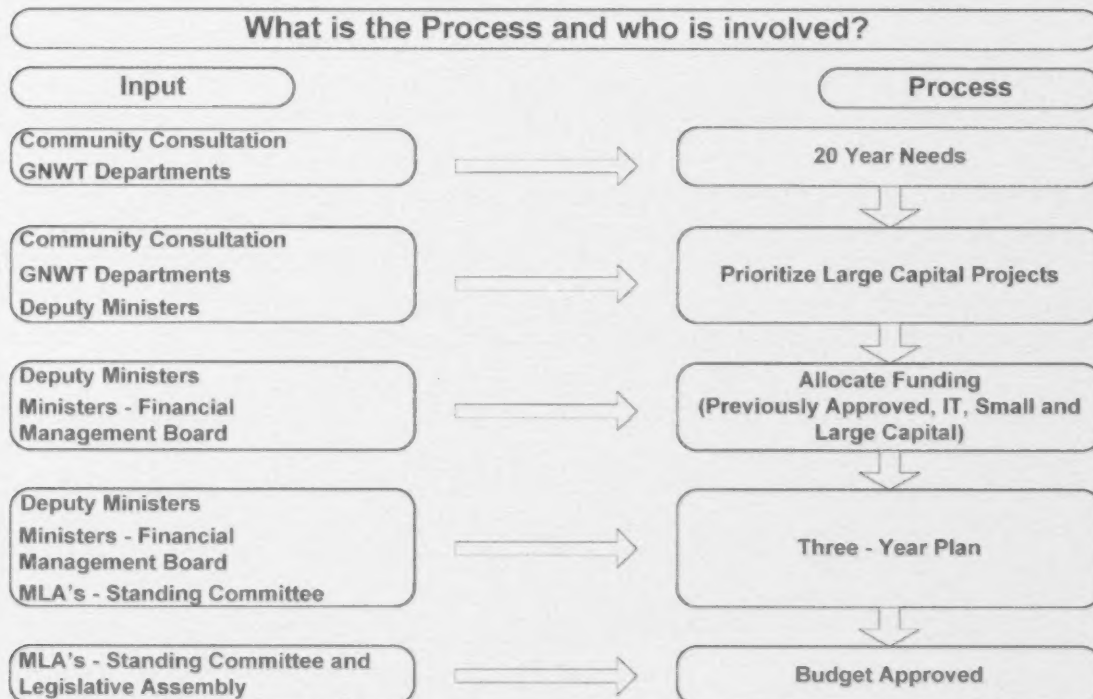 What is the Process and who is involved?
Input
Process
Community Consultation
GNWT Departments
20 Year Needs
Community Consultation
GNWT Departments
Deputy Ministers
Prioritize Large Capital Projects
Deputy Ministers
Ministers - Financial
Management Board
Allocate Funding
(Previously Approved, IT, Small and
Large Capital)
Deputy Ministers
Ministers - Financial
Management Board
MLA's - Standing Committee
Three - Year Plan
MLA's - Standing Committee and
Legislative Assembly
Budget Approved